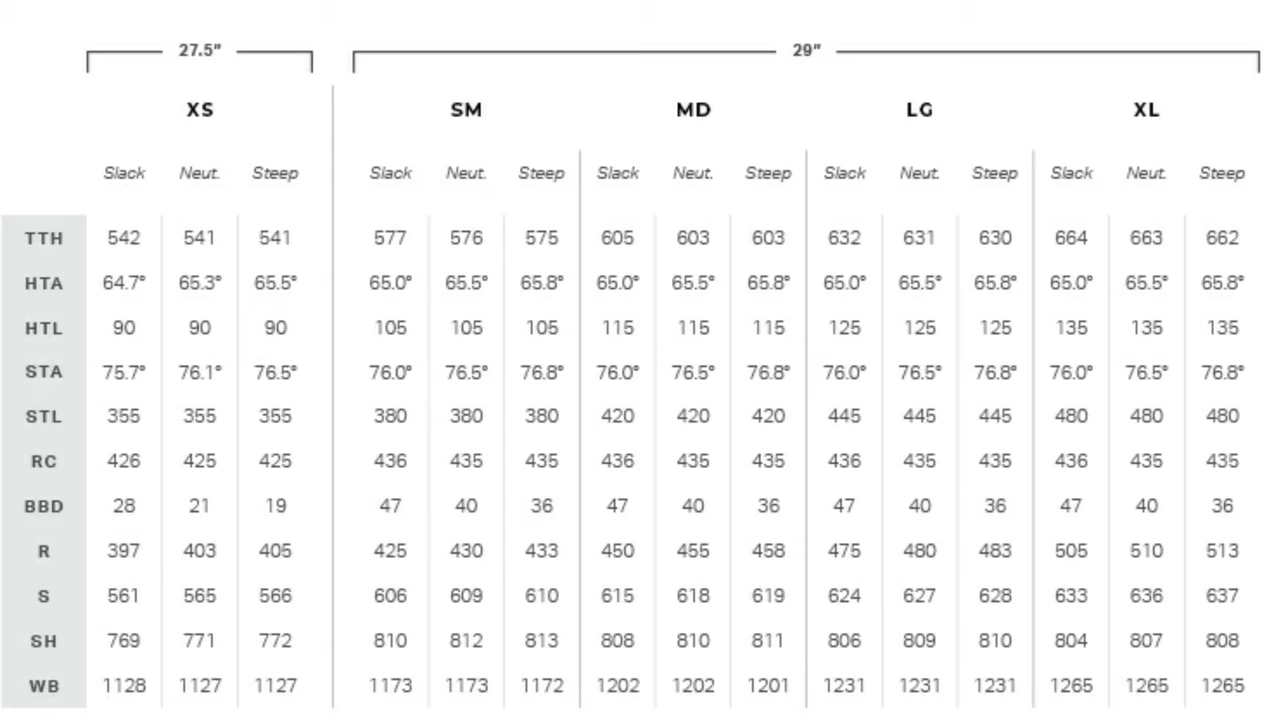 27.5" 29"
XS SM MD LG XL
Slack Neut. Steep Slack Neut. Steep Slack Neut. Steep Slack Neut. Steep Slack Neut. Steep
TTH 542 541 541 577 576 575 605 603 603 632 631 630 664 663 662
HTA 64.7° 65.3° 65.5° 65.0° 65.5° 65.8° 65.0° 65.5° 65.8° 65.0° 65.5° 65.8° 65.0° 65.5° 65.8°
HTL 90 90 90 105 105 105 115 115 115 125 125 125 135 135 135
STA 75.7° 76.1° 76.5° 76.0° 76.5° 76.8° 76.0° 76.5° 76.8° 76.0° 76.5° 76.8° 76.0° 76.5° 76.8°
STL 355 355 355 380 380 380 420 420 420 445 445 445 480 480 480
RC 426 425 425 436 435 435 436 435 435 436 435 435 436 435 435
BBD 28 21 19 47 40 36 47 40 36 47 40 36 47 40 36
R 397 403 405 425 430 433 450 455 458 475 480 483 505 510 513
S 561 565 566 606 609 610 615 618 619 624 627 628 633 636 637
SH 769 771 772 810 812 813 808 810 811 806 809 810 804 807 808
WB 1128 1127 1127 1173 1173 1172 1202 1202 1201 1231 1231 1231 1265 1265 1265